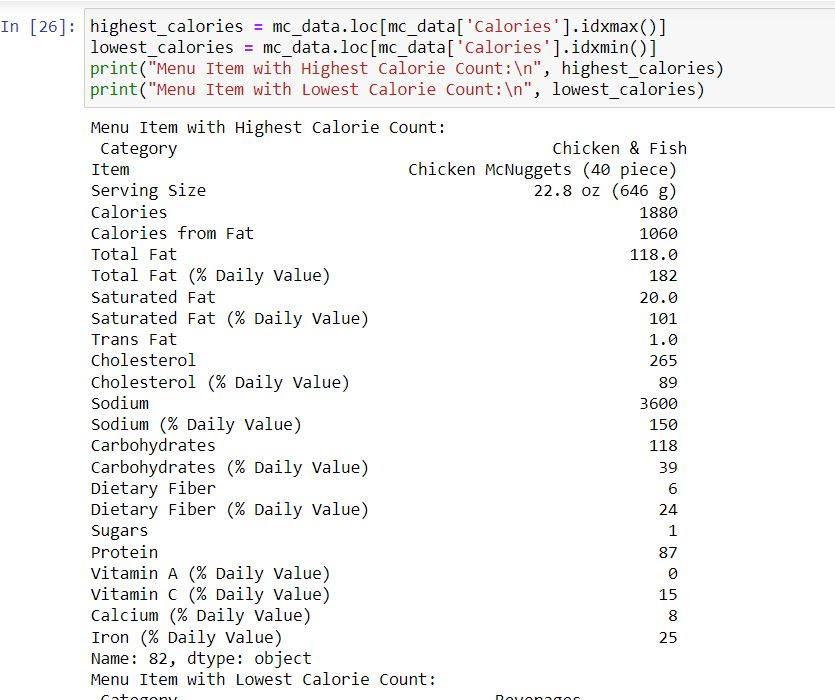 In [26]: highest_calories = mc_data.loc[mc_data['Calories'].idxmax()]
lowest_calories = mc_data.loc[mc_data['Calories'].idxmin()]
print("Menu Item with Highest Calorie Count:\n", highest_calories)
print("Menu Item with Lowest Calorie Count:\n", lowest_calories)
Menu Item with Highest Calorie Count:
Category Chicken & Fish
Item Chicken McNuggets (40 piece)
Serving Size 22.8 oz (646 g)
Calories 1880
Calories from Fat 1060
Total Fat 118.0
Total Fat (% Daily Value) 182
Saturated Fat 20.0
Saturated Fat (% Daily Value) 101
Trans Fat 1.0
Cholesterol 265
Cholesterol (% Daily Value) 89
Sodium 3600
Sodium (% Daily Value) 150
Carbohydrates 118
Carbohydrates (% Daily Value) 39
Dietary Fiber 6
Dietary Fiber (% Daily Value) 24
Sugars 1
Protein 87
Vitamin A (% Daily Value) 0
Vitamin C (% Daily Value) 15
Calcium (% Daily Value) 8
Iron (% Daily Value) 25
Name: 82, dtype: object
Menu Item with Lowest Calorie Count:
Category Beverages